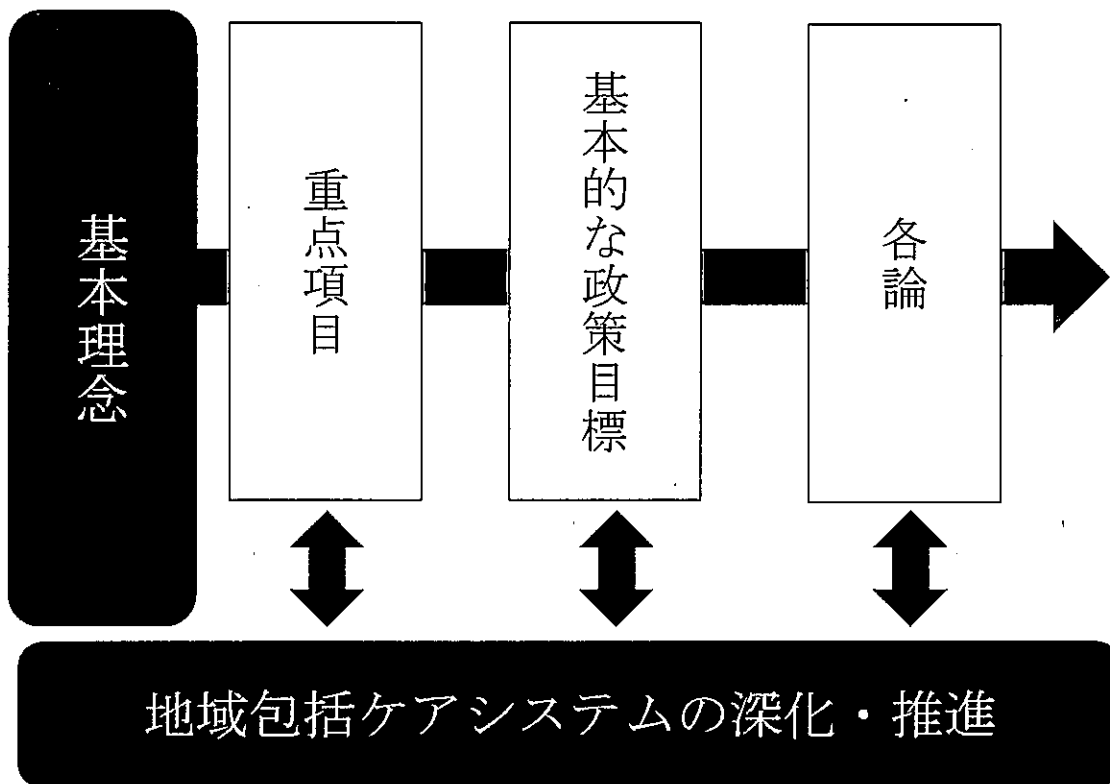 基本理念
重点項目
基本的な政策目標
各論
地域包括ケアシステムの深化・推進